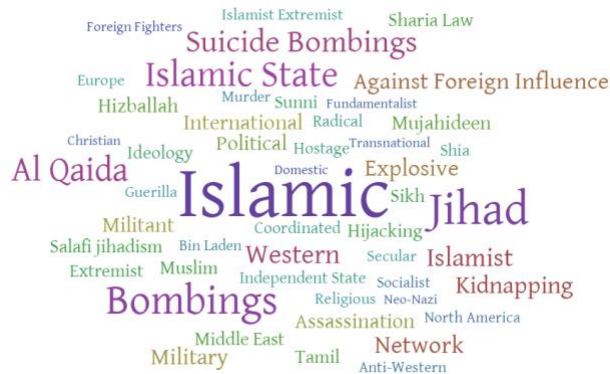 Islamist Extremist
Sharia Law
Foreign Fighters
Suicide Bombings
Islamic State
Against Foreign Influence
Europe
Hizballah
Murder
Sunni
Fundamentalist
International
Radical
Mujahideen
Christian
Ideology
Political
Hostage
Transnational
Shia
Al Qaida
Domestic
Explosive
Guerilla
Islamic
Sikh
Jihad
Militant
Coordinated
Hijacking
Salafi jihadism
Bin Laden
Western
Secular
Islamist
Extremist
Muslim
Independent State
Socialist
Kidnapping
Bombings
Religious
Neo-Nazi
Assassination
North America
Middle East
Network
Military
Tamil
Anti-Western